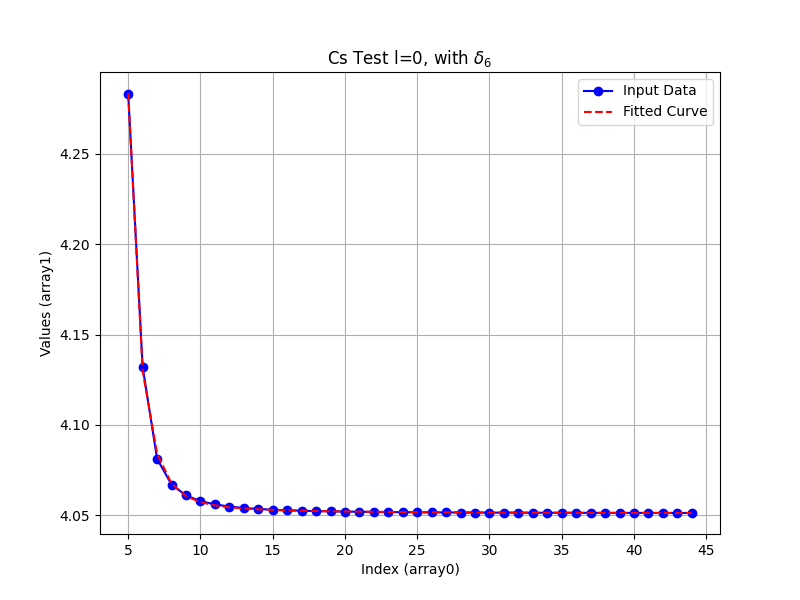 Cs Test l=0, with δ₆
Input Data
Fitted Curve
Values (array1)
4.25
4.20
4.15
4.10
4.05
5 10 15 20 25 30 35 40 45
Index (array0)